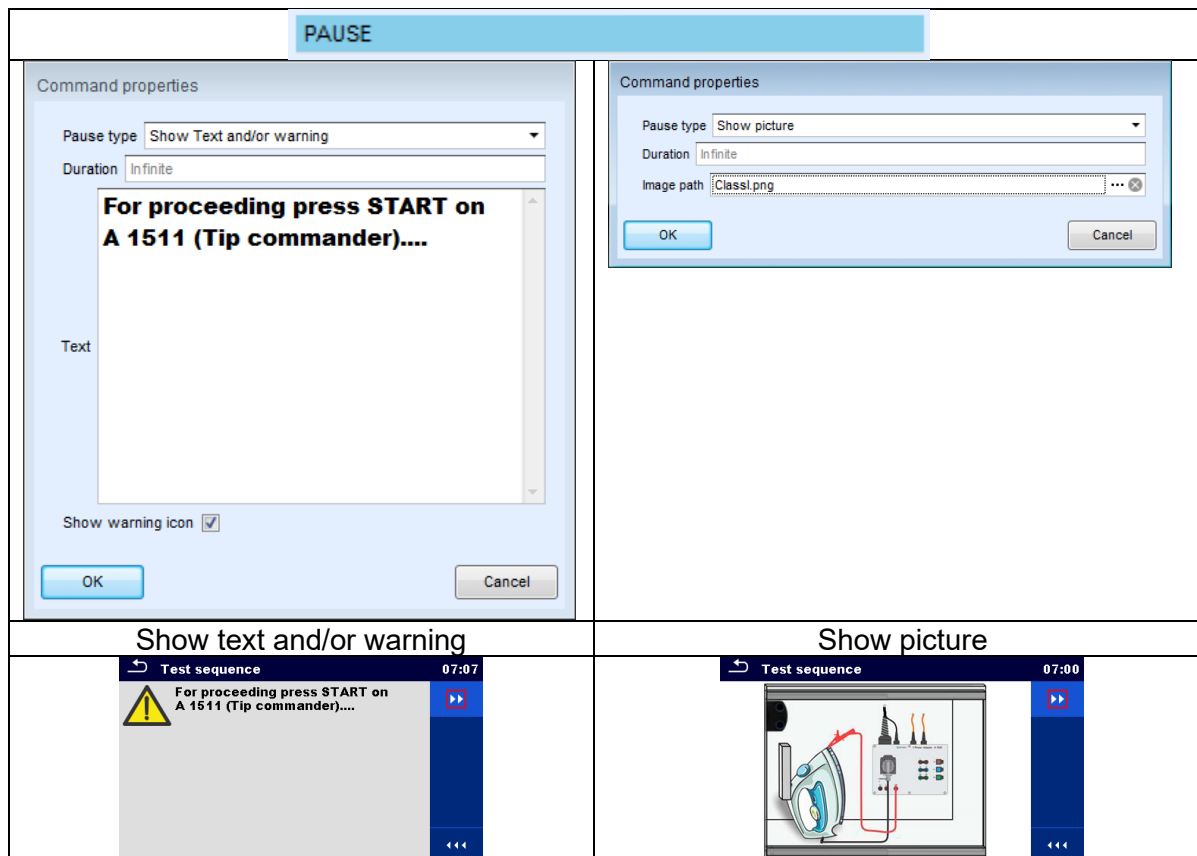 PAUSE
Command properties
Pause type Show Text and/or warning
Duration Infinite
For proceeding press START on
A 1511 (Tip commander)....
Text
Show warning icon
OK Cancel
Command properties
Pause type Show picture
Duration Infinite
Image path ClassI.png ...
OK Cancel
Show text and/or warning
Show picture
Test sequence 07:07
For proceeding press START on
A 1511 (Tip commander)....
Test sequence 07:00